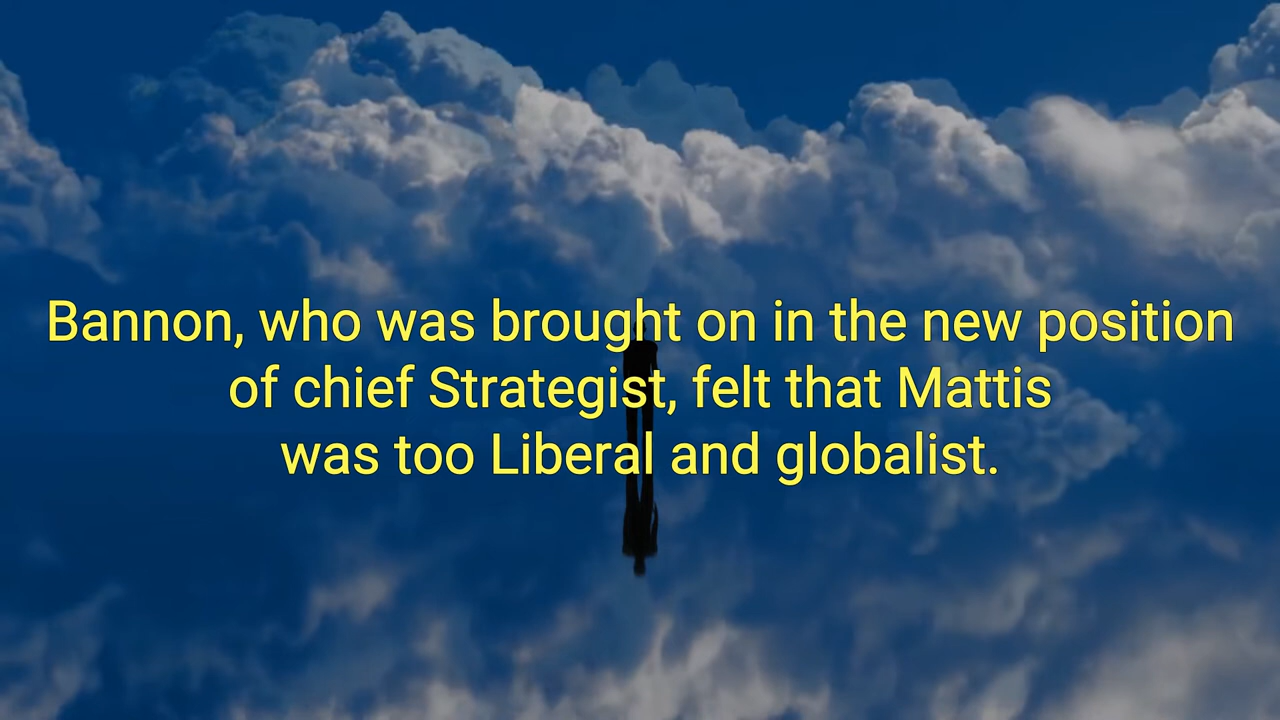 Bannon, who was brought on in the new position
of chief Strategist, felt that Mattis
was too Liberal and globalist.